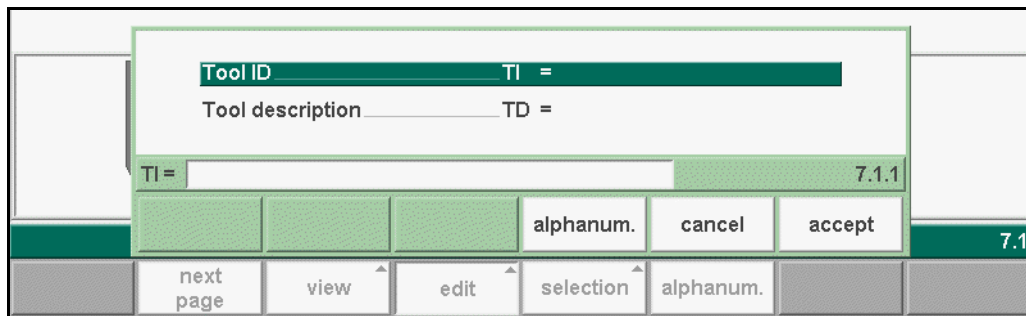 Tool ID TI =
Tool description TD =
TI = 7.1.1
alphanum. cancel accept
7.1
next page view edit selection alphanum.